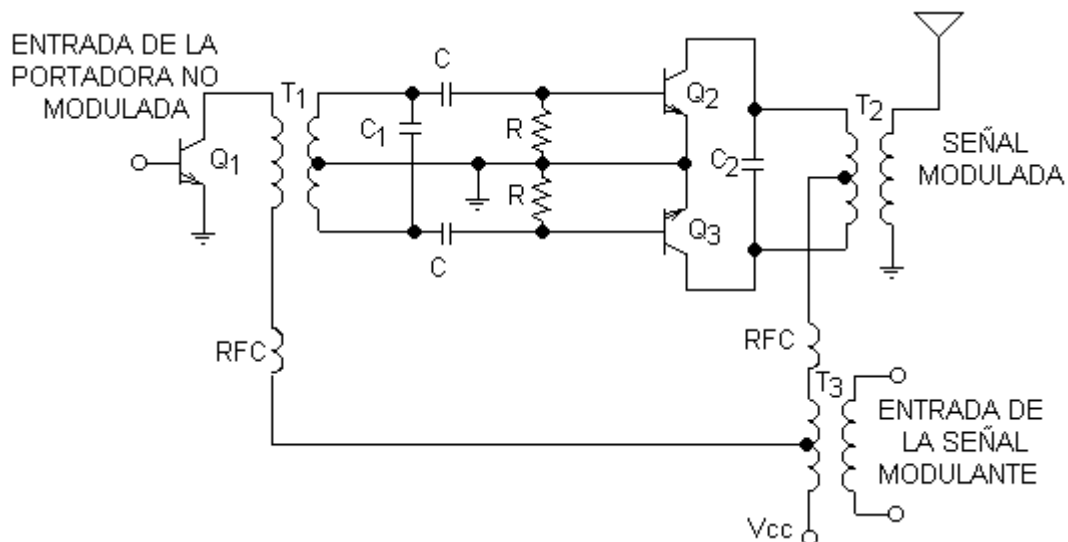 ENTRADA DE LA
PORTADORA NO
MODULADA
T1
C
Q2
T2
Q1
C1
R
C2
SEÑAL
MODULADA
R
Q3
C
RFC
RFC
T3
ENTRADA DE
LA SEÑAL
MODULANTE
Vcc